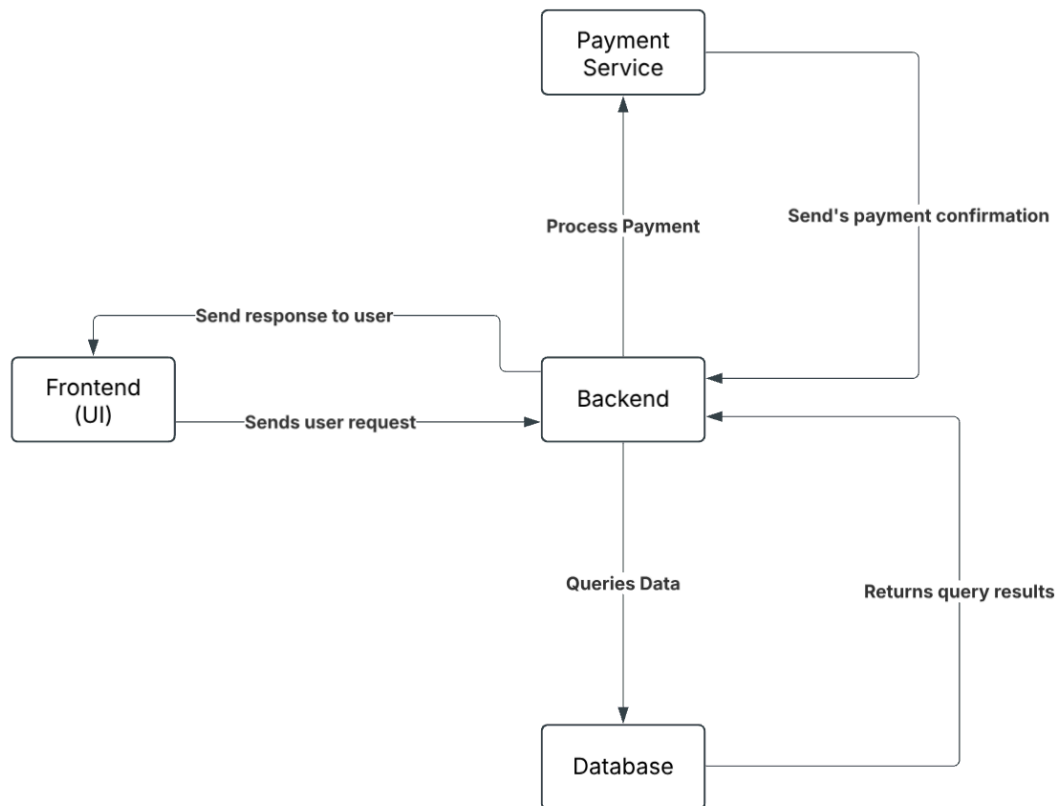 Payment
Service
Process Payment
Send's payment confirmation
Send response to user
Frontend
(UI)
Sends user request
Backend
Queries Data
Returns query results
Database